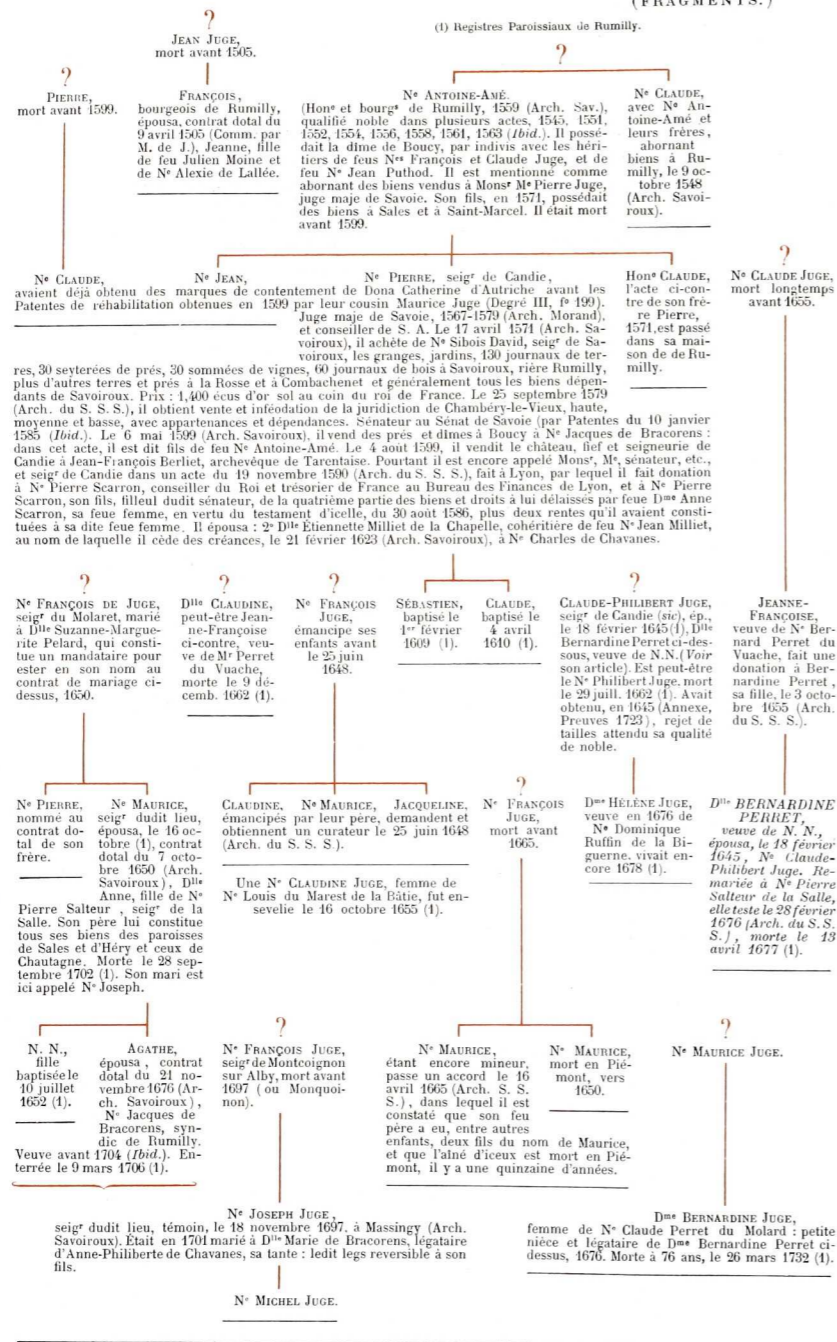 (FRAGMENTS.)
(1) Registres Paroissiaux de Rumilly.
?
JEAN JUGE,
mort avant 1505.
?
PIERRE,
mort avant 1599.
FRANÇOIS,
bourgeois de Rumilly,
épousa, contrat dotal du
9 avril 1505 (Comm. par
M. de J.), Jeanne, fille
de feu Julien Moine et
de Nᵉ Alexie de Lallée.
?
Nᵉ ANTOINE-AMÉ.
(Honᵉ et bourgˢ de Rumilly, 1559 (Arch. Sav.),
qualifié noble dans plusieurs actes, 1545, 1551,
1552, 1554, 1556, 1558, 1561, 1563 (Ibid.). Il possé-
dait la dîme de Boucy, par indivis avec les héri-
tiers de feus Nᵉˢ François et Claude Juge, et de
feu Nᵉ Jean Puthod. Il est mentionné comme
abornant des biens vendus à Monsʳ Mᵉ Pierre Juge,
juge maje de Savoie. Son fils, en 1571, possédait
des biens à Sales et à Saint-Marcel. Il était mort
avant 1599.
Nᵉ CLAUDE,
avec Nᵉ An-
toine-Amé et
leurs frères,
abornant
biens à Ru-
milly, le 9 oc-
tobre 1548
(Arch. Savoi-
roux).
Nᵉ CLAUDE, Nᵉ JEAN, Nᵉ PIERRE, seigʳ de Candie,
avaient déjà obtenu des marques de contentement de Dona Catherine d'Autriche avant les
Patentes de réhabilitation obtenues en 1599 par leur cousin Maurice Juge (Degré III, fº 199).
Juge maje de Savoie, 1567-1579 (Arch. Morand),
et conseiller de S. A. Le 17 avril 1571 (Arch. Sa-
voiroux), il achète de Nᵉ Sibois David, seigʳ de Sa-
voiroux, les granges, jardins, 130 journaux de ter-
res, 30 seyterées de prés, 30 sommées de vignes, 60 journaux de bois à Savoiroux, rière Rumilly,
plus d'autres terres et prés à la Rosse et à Combachenet et généralement tous les biens dépen-
dants de Savoiroux. Prix : 1,400 écus d'or sol au coin du roi de France. Le 25 septembre 1579
(Arch. du S. S. S.), il obtient vente et inféodation de la juridiction de Chambéry-le-Vieux, haute,
moyenne et basse, avec appartenances et dépendances. Sénateur au Sénat de Savoie (par Patentes du 10 janvier
1585 (Ibid.). Le 6 mai 1599 (Arch. Savoiroux), il vend des prés et dîmes à Boucy à Nᵉ Jacques de Bracorens :
dans cet acte, il est dit fils de feu Nᵉ Antoine-Amé. Le 4 août 1599, il vendit le château, fief et seigneurie de
Candie à Jean-François Berliet, archevêque de Tarentaise. Pourtant il est encore appelé Monsʳ, Mᵉ, sénateur, etc.,
et seigʳ de Candie dans un acte du 19 novembre 1590 (Arch. du S. S. S.), fait à Lyon, par lequel il fait donation
à Nᵉ Pierre Scarron, conseiller du Roi et trésorier de France au Bureau des Finances de Lyon, et à Nᵉ Pierre
Scarron, son fils, filleul dudit sénateur, de la quatrième partie des biens et droits à lui délaissés par feue Dᵐᵉ Anne
Scarron, sa feue femme, en vertu du testament d'icelle, du 30 août 1586, plus deux rentes qu'il avaient consti-
tuées à sa dite feue femme. Il épousa : 2º Dˡˡᵉ Étiennette Milliet de la Chapelle, cohéritière de feu Nᵉ Jean Milliet,
au nom de laquelle il cède des créances, le 21 février 1623 (Arch. Savoiroux), à Nᵉ Charles de Chavanes.
Honᵉ CLAUDE,
l'acte ci-con-
tre de son frè-
re Pierre,
1571, est passé
dans sa mai-
son de Ru-
milly.
?
Nᵉ CLAUDE JUGE,
mort longtemps
avant 1655.
?
Nᵉ FRANÇOIS DE JUGE,
seigʳ du Molaret, marié
à Dˡˡᵉ Suzanne-Margue-
rite Pelard, qui consti-
tue un mandataire pour
ester en son nom au
contrat de mariage ci-
dessus, 1650.
?
Dˡˡᵉ CLAUDINE,
peut-être Jean-
ne-Françoise
ci-contre, veu-
ve de Mᵉ Perret
du Vuache,
morte le 9 dé-
cemb. 1662 (1).
?
Nᵉ FRANÇOIS
JUGE,
émancipe ses
enfants avant
le 25 juin
1648.
SÉBASTIEN,
baptisé le
1ᵉʳ février
1609 (1).
CLAUDE,
baptisé le
4 avril
1610 (1).
?
CLAUDE-PHILIBERT JUGE,
seigʳ de Candie (sic), ép.,
le 18 février 1645 (1), Dˡˡᵉ
Bernardine Perret ci-des-
sous, veuve de N.N. (Voir
son article). Est peut-être
le Nᵉ Philibert Juge, mort
le 29 juill. 1662 (1). Avait
obtenu, en 1645 (Annexe,
Preuves 1723), rejet de
tailles attendu sa qualité
de noble.
JEANNE-
FRANÇOISE,
veuve de Nᵉ Ber-
nard Perret du
Vuache, fait une
donation à Ber-
nardine Perret,
sa fille, le 3 octo-
bre 1655 (Arch.
du S. S. S.).
Nᵉ PIERRE,
nommé au
contrat do-
tal de son
frère.
Nᵉ MAURICE,
seigʳ dudit lieu,
épousa, le 16 oc-
tobre (1), contrat
dotal du 7 octo-
bre 1650 (Arch.
Savoiroux), Dˡˡᵉ
Anne, fille de Nᵉ
Pierre Salteur, seigʳ de la
Salle. Son père lui constitue
tous ses biens des paroisses
de Sales et d'Héry et ceux de
Chautagne. Morte le 28 sep-
tembre 1702 (1). Son mari est
ici appelé Nᵉ Joseph.
CLAUDINE, Nᵉ MAURICE, JACQUELINE,
émancipés par leur père, demandent et
obtiennent un curateur le 25 juin 1648
(Arch. du S. S. S.).
Une Nᵉ CLAUDINE JUGE, femme de
Nᵉ Louis du Marest de la Bâtie, fut en-
sevelie le 16 octobre 1655 (1).
?
Nᵉ FRANÇOIS
JUGE,
mort avant
1665.
Dᵐᵉ HÉLÈNE JUGE,
veuve en 1676 de
Nᵉ Dominique
Ruffin de la Bi-
guerne. vivait en-
core 1678 (1).
Dˡˡᵉ BERNARDINE
PERRET,
veuve de N. N.,
épousa, le 18 février
1645, Nᵉ Claude-
Philibert Juge. Re-
mariée à Nᵉ Pierre
Salteur de la Salle,
elle teste le 28 février
1676 (Arch. du S. S.
S.), morte le 13
avril 1677 (1).
N. N.,
fille
baptisée le
10 juillet
1652 (1).
AGATHE,
épousa, contrat
dotal du 21 no-
vembre 1676 (Ar-
ch. Savoiroux),
Nᵉ Jacques de
Bracorens, syn-
dic de Rumilly.
Veuve avant 1704 (Ibid.). En-
terrée le 9 mars 1706 (1).
?
Nᵉ FRANÇOIS JUGE,
seigʳ de Montcoignon
sur Alby, mort avant
1697 (ou Monquoi-
non).
Nᵉ MAURICE,
étant encore mineur,
passe un accord le 16
avril 1665 (Arch. S. S.
S.), dans lequel il est
constaté que son feu
père a eu, entre autres
enfants, deux fils du nom de Maurice,
et que l'aîné d'iceux est mort en Pié-
mont, il y a une quinzaine d'années.
Nᵉ MAURICE,
mort en Pié-
mont, vers
1650.
?
Nᵉ MAURICE JUGE.
Nᵉ JOSEPH JUGE,
seigʳ dudit lieu, témoin, le 18 novembre 1697, à Massingy (Arch.
Savoiroux). Était en 1701 marié à Dˡˡᵉ Marie de Bracorens, légataire
d'Anne-Philiberte de Chavanes, sa tante : ledit legs reversible à son
fils.
Dᵐᵉ BERNARDINE JUGE,
femme de Nᵉ Claude Perret du Molard : petite
nièce et légataire de Dᵐᵉ Bernardine Perret ci-
dessus, 1676. Morte à 76 ans, le 26 mars 1732 (1).
Nᵉ MICHEL JUGE.